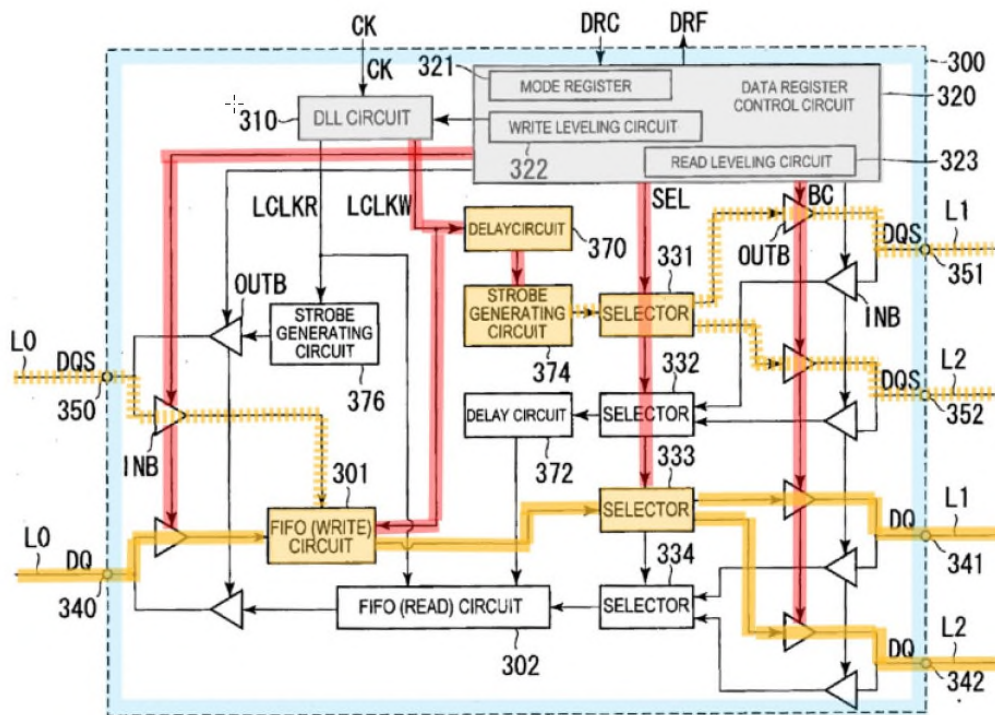 CK
DRC
DRF
300
CK
321
MODE REGISTER
DATA REGISTER
CONTROL CIRCUIT
320
310
DLL CIRCUIT
WRITE LEVELING CIRCUIT
322
READ LEVELING CIRCUIT
323
LCLKR
LCLKW
SEL
BC
L1
DELAYCIRCUIT
370
331
OUTB
DQS
351
OUTB
STROBE
GENERATING
CIRCUIT
STROBE
GENERATING
CIRCUIT
SELECTOR
INB
L0
DQS
374
332
L2
350
376
DELAY CIRCUIT
SELECTOR
DQS
352
INB
301
372
333
L0
FIFO (WRITE)
CIRCUIT
SELECTOR
L1
DQ
DQ
341
340
334
FIFO (READ) CIRCUIT
SELECTOR
L2
302
DQ
342